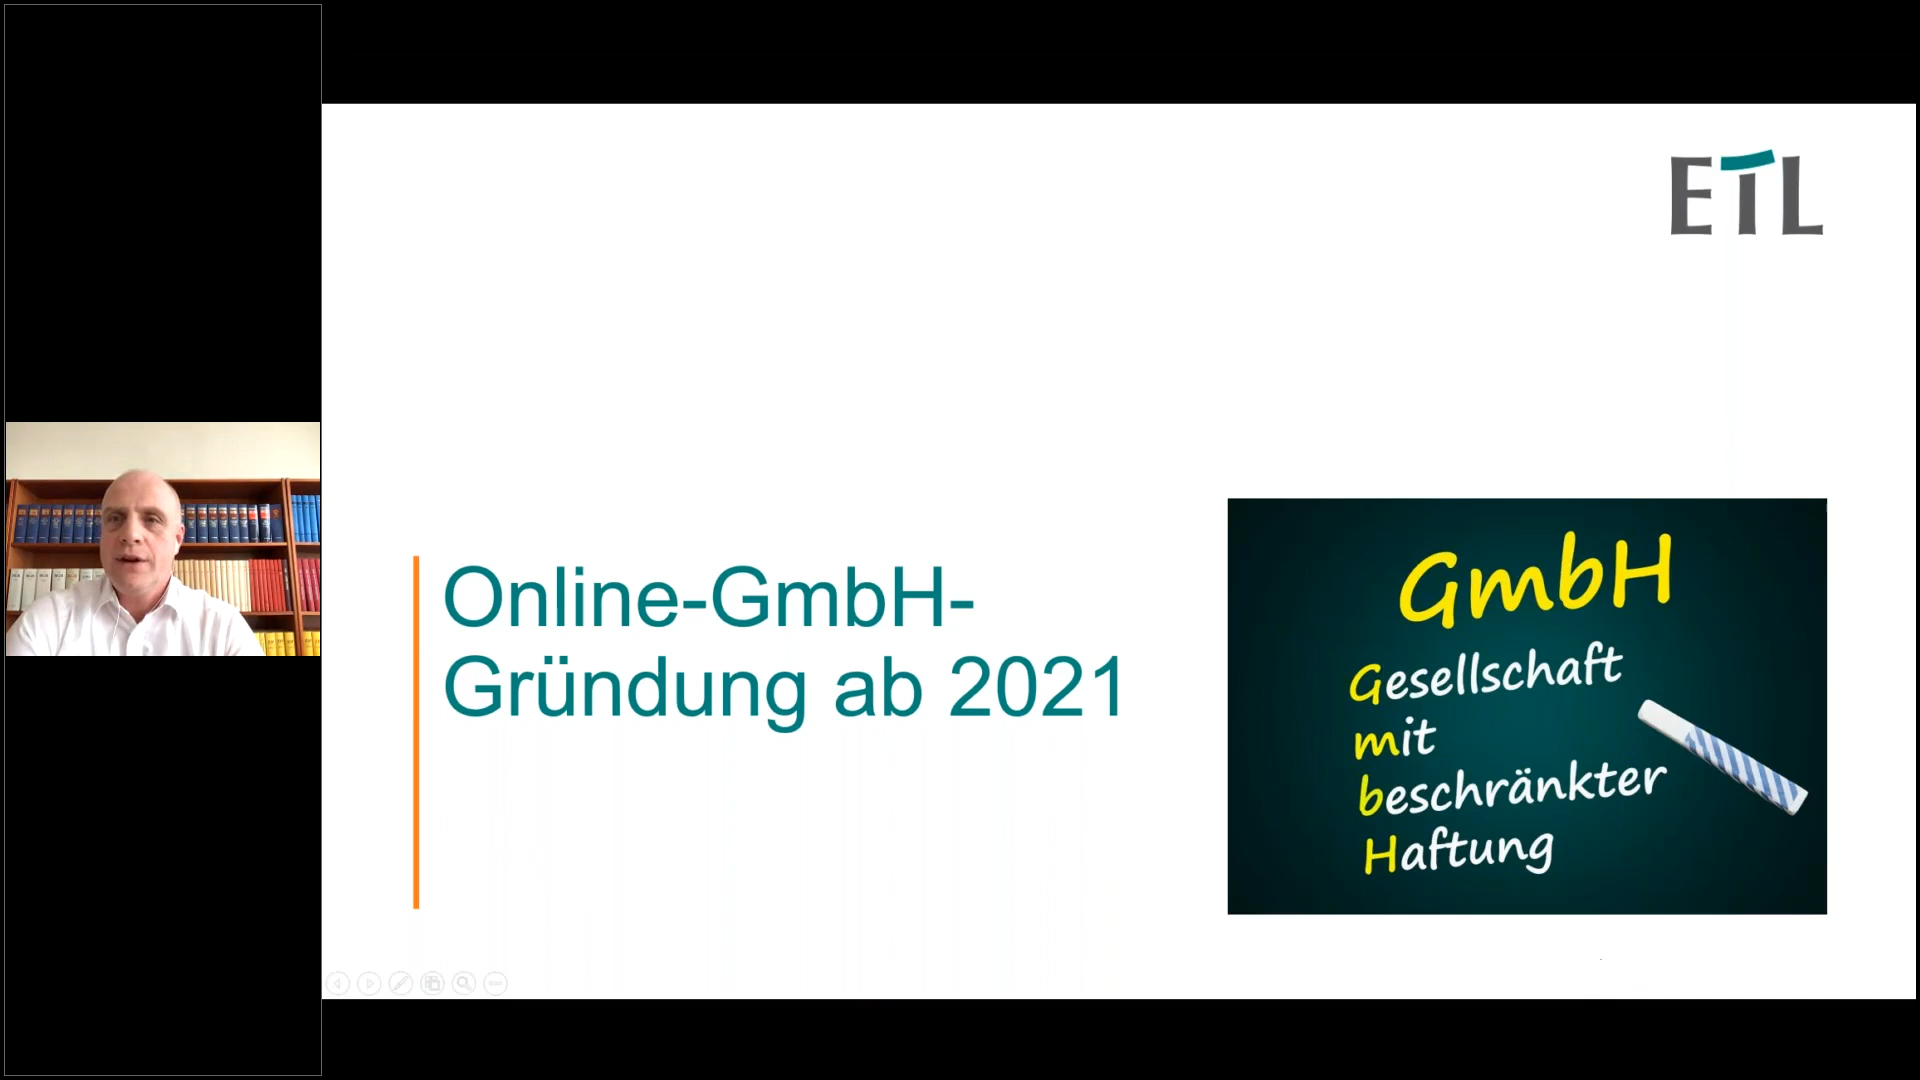 ETL
Online-GmbH-
Gründung ab 2021
GmbH
Gesellschaft
mit
beschränkter
Haftung